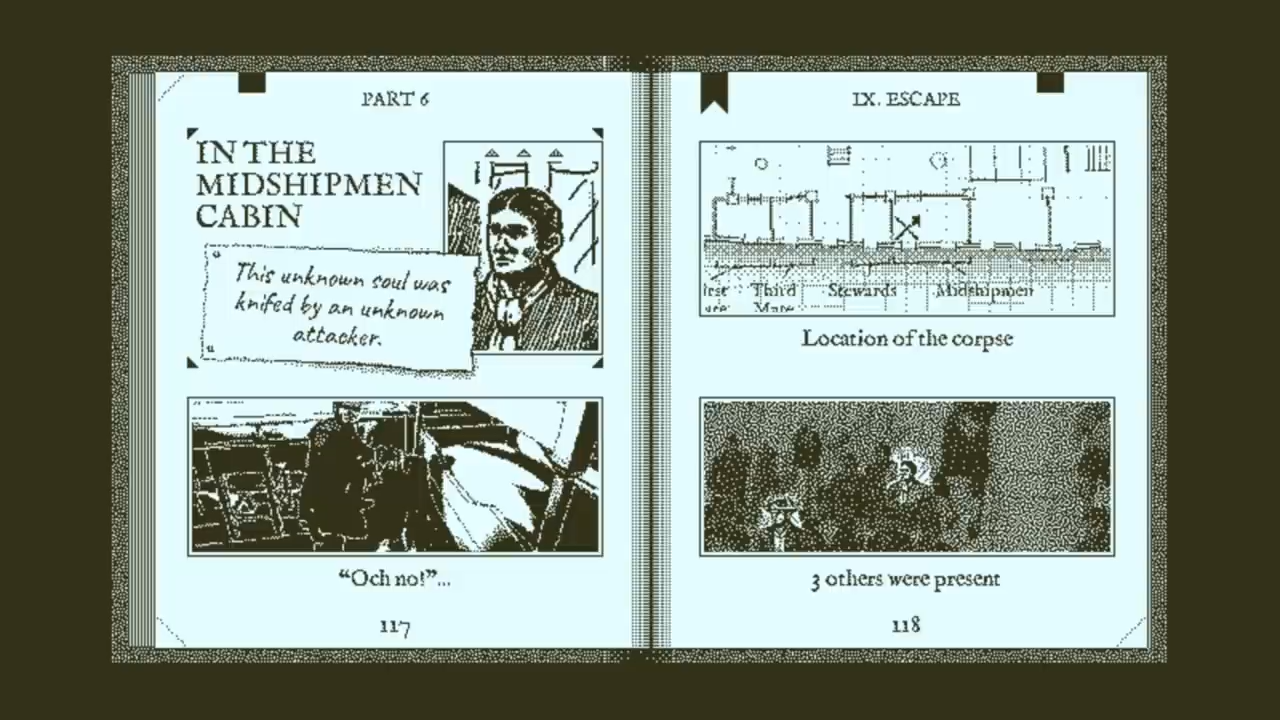 PART 6
IN THE
MIDSHIPMEN
CABIN
This unknown soul was
knifed by an unknown
attacker.
“Och no!”...
117
IX. ESCAPE
Third Stewards Midshipmen
Mate
Location of the corpse
3 others were present
118